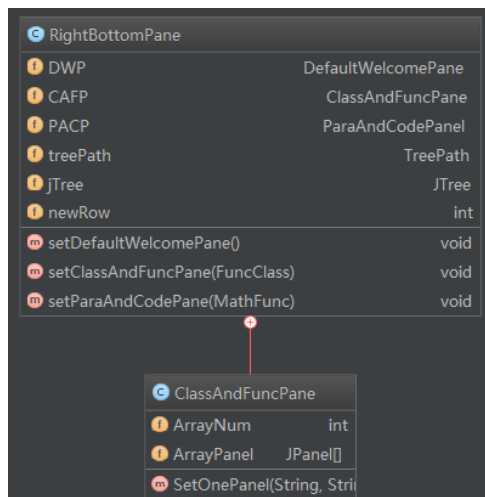 RightBottomPane
DWP DefaultWelcomePane
CAFP ClassAndFuncPane
PACP ParaAndCodePanel
treePath TreePath
jTree JTree
newRow int
setDefaultWelcomePane() void
setClassAndFuncPane(FuncClass) void
setParaAndCodePane(MathFunc) void
ClassAndFuncPane
ArrayNum int
ArrayPanel JPanel[]
SetOnePanel(String,